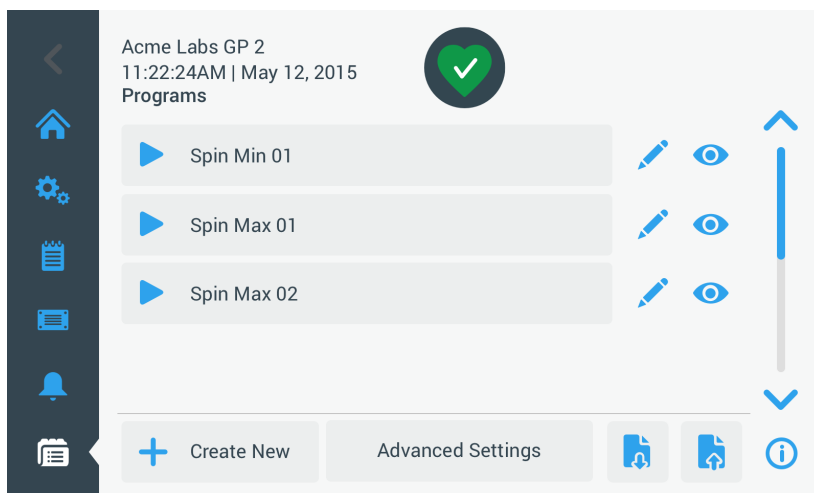 Acme Labs GP 2
11:22:24AM | May 12, 2015
Programs
Spin Min 01
Spin Max 01
Spin Max 02
Create New
Advanced Settings